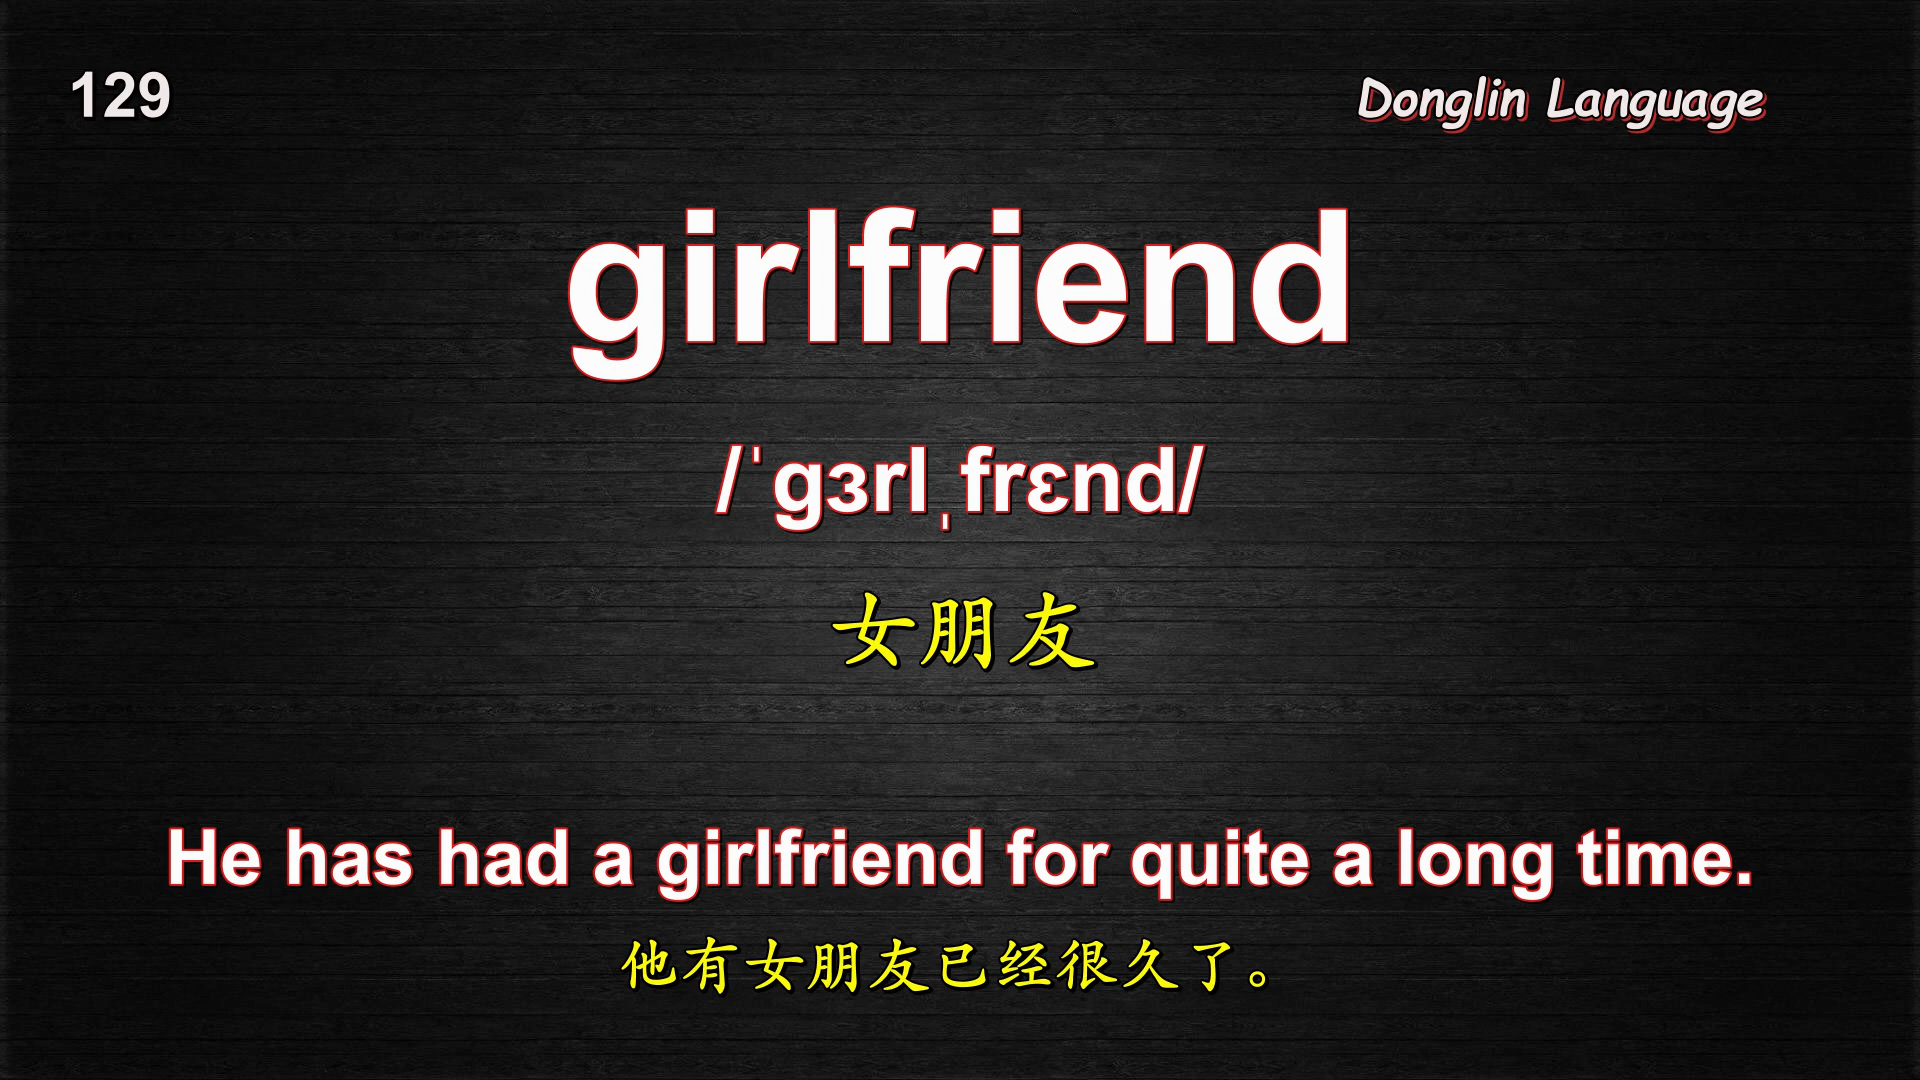 129
Donglin Language
girlfriend
/ˈgɜrlˌfrɛnd/
女朋友
He has had a girlfriend for quite a long time.
他有女朋友已经很久了。